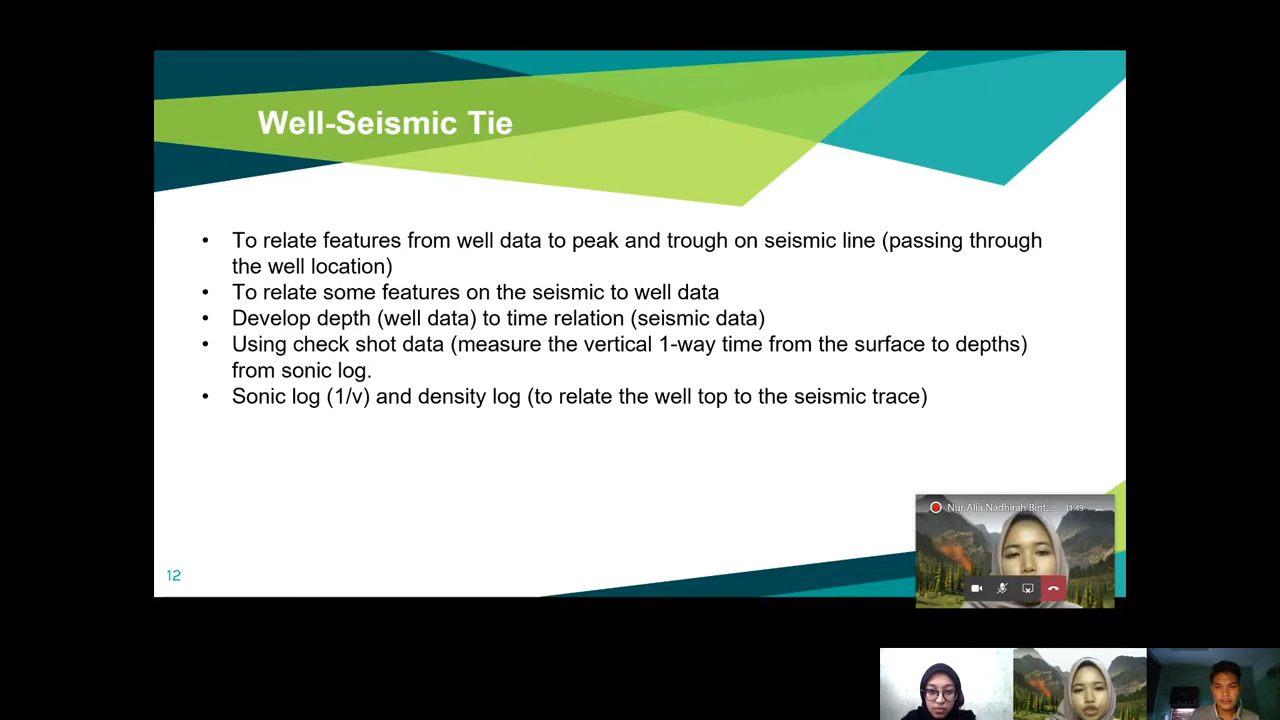 Well-Seismic Tie
• To relate features from well data to peak and trough on seismic line (passing through
the well location)
• To relate some features on the seismic to well data
• Develop depth (well data) to time relation (seismic data)
• Using check shot data (measure the vertical 1-way time from the surface to depths)
from sonic log.
• Sonic log (1/v) and density log (to relate the well top to the seismic trace)
Nur Alia Nadhirah Bint... 11:49
12